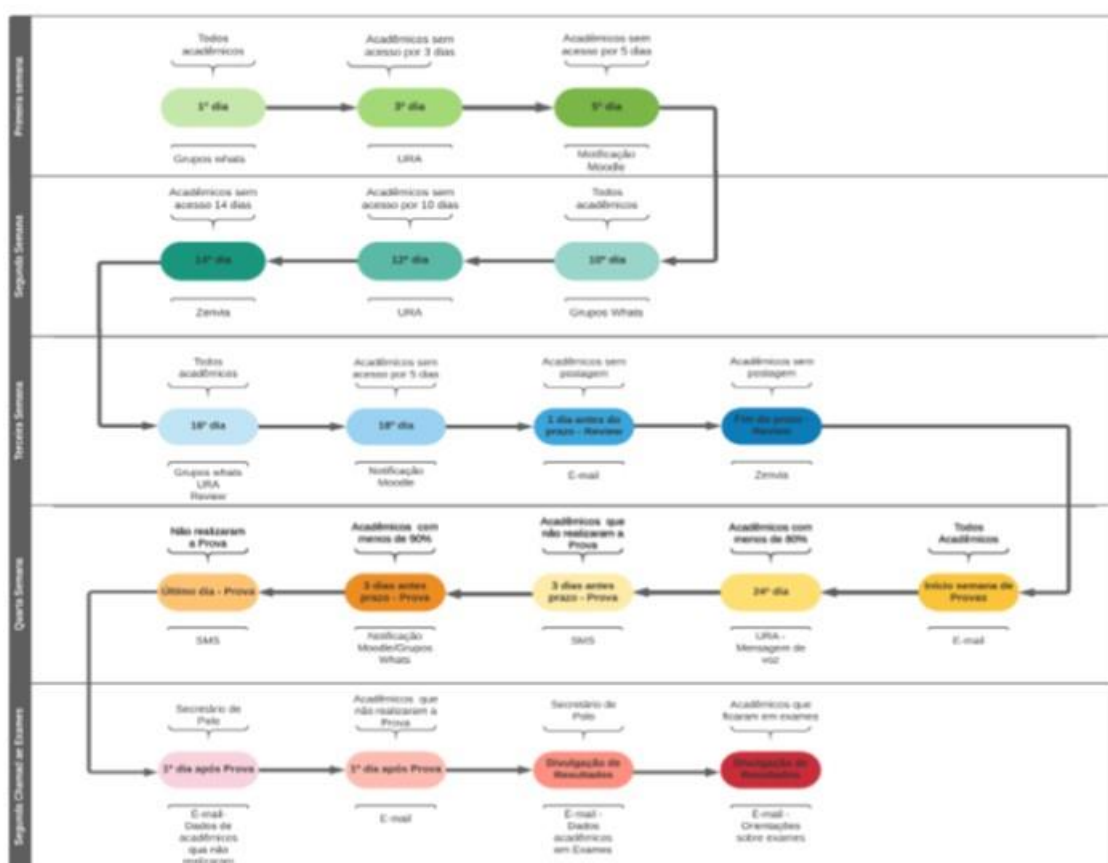 Primeira semana
Todos
acadêmicos
Acadêmicos sem
acesso por 3 dias
Acadêmicos sem
acesso por 5 dias
1º dia
3º dia
5º dia
Grupos whats
URA
Notificação
Moodle
Segunda Semana
Acadêmicos sem
acesso 14 dias
Acadêmicos sem
acesso por 10 dias
Todos
acadêmicos
14º dia
12º dia
10º dia
Zenvia
URA
Grupos Whats
Terceira Semana
Todos
acadêmicos
Acadêmicos sem
acesso por 5 dias
Acadêmicos sem
postagem
Acadêmicos sem
postagem
16º dia
18º dia
1 dia antes do
prazo - Review
Fim do prazo -
Review
Grupos whats
URA
Review
Notificação
Moodle
E-mail
Zenvia
Quarta Semana
Não realizaram
a Prova
Acadêmicos com
menos de 90%
Acadêmicos que
não realizaram a
Prova
Acadêmicos com
menos de 80%
Todos
Acadêmicos
Último dia - Prova
3 dias antes
prazo - Prova
3 dias antes
prazo - Prova
24º dia
Início semana de
Provas
SMS
Notificação
Moodle/Grupos
Whats
SMS
URA -
Mensagem de
voz
E-mail
Segunda Chamad ae Exames
Secretário de
Polo
Acadêmicos que
não realizaram a
Prova
Secretário de
Polo
Acadêmicos que
ficaram em exames
1º dia após Prova
1º dia após Prova
Divulgação de
Resultados
Divulgação de
Resultados
E-mail-
Dados de
acadêmicos
qua não
realizaram
E-mail
E-mail -
Dados
acadêmicos
em Exames
E-mail -
Orientações
sobre exames